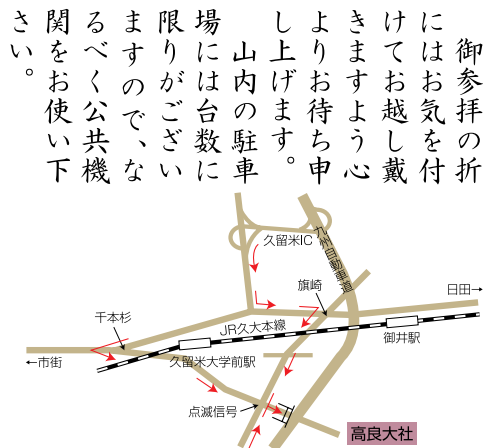 御参拝の折
にはお気を付
けてお越し戴
きますよう心
よりお待ち申
し上げます。
山内の駐車
場には台数に
限りがござい
ますので、な
るべく公共機
関をお使い下
さい。
久留米IC
九州自動車道
旗崎
日田→
千本杉
JR久大本線
御井駅
←市街
久留米大学前駅
点滅信号→
高良大社